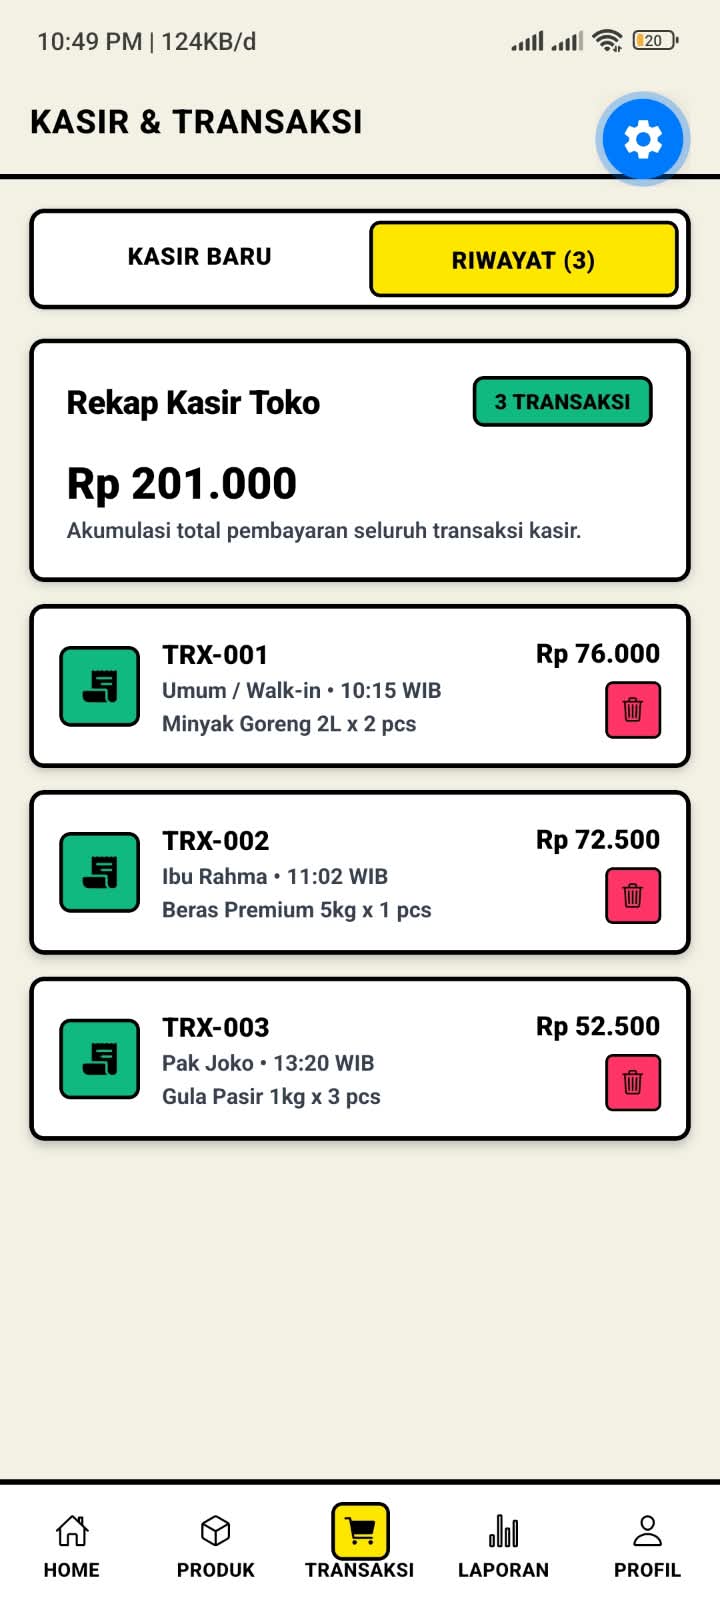 10:49 PM | 124KB/d
20
KASIR & TRANSAKSI
KASIR BARU
RIWAYAT (3)
Rekap Kasir Toko
3 TRANSAKSI
Rp 201.000
Akumulasi total pembayaran seluruh transaksi kasir.
TRX-001
Rp 76.000
Umum / Walk-in • 10:15 WIB
Minyak Goreng 2L x 2 pcs
TRX-002
Rp 72.500
Ibu Rahma • 11:02 WIB
Beras Premium 5kg x 1 pcs
TRX-003
Rp 52.500
Pak Joko • 13:20 WIB
Gula Pasir 1kg x 3 pcs
HOME
PRODUK
TRANSAKSI
LAPORAN
PROFIL